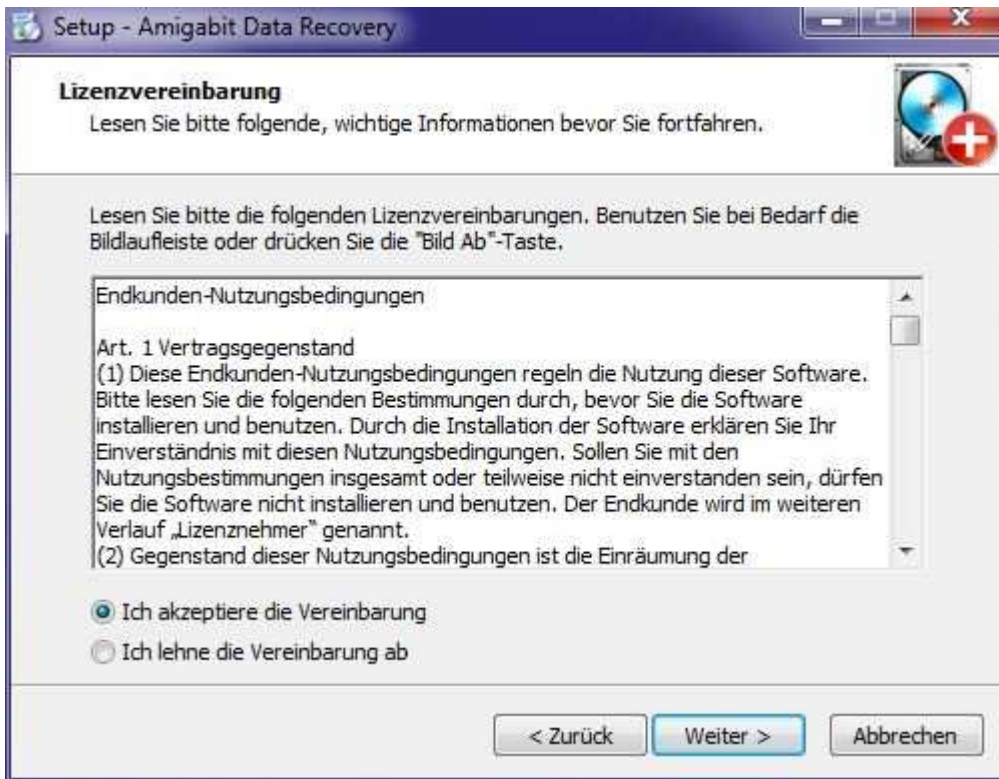 Setup - Amigabit Data Recovery
Lizenzvereinbarung
Lesen Sie bitte folgende, wichtige Informationen bevor Sie fortfahren.
Lesen Sie bitte die folgenden Lizenzvereinbarungen. Benutzen Sie bei Bedarf die
Bildlaufleiste oder drücken Sie die "Bild Ab"-Taste.
Endkunden-Nutzungsbedingungen
Art. 1 Vertragsgegenstand
(1) Diese Endkunden-Nutzungsbedingungen regeln die Nutzung dieser Software.
Bitte lesen Sie die folgenden Bestimmungen durch, bevor Sie die Software
installieren und benutzen. Durch die Installation der Software erklären Sie Ihr
Einverständnis mit diesen Nutzungsbedingungen. Sollen Sie mit den
Nutzungsbestimmungen insgesamt oder teilweise nicht einverstanden sein, dürfen
Sie die Software nicht installieren und benutzen. Der Endkunde wird im weiteren
Verlauf „Lizenznehmer“ genannt.
(2) Gegenstand dieser Nutzungsbedingungen ist die Einräumung der
Ich akzeptiere die Vereinbarung
Ich lehne die Vereinbarung ab
< Zurück
Weiter >
Abbrechen